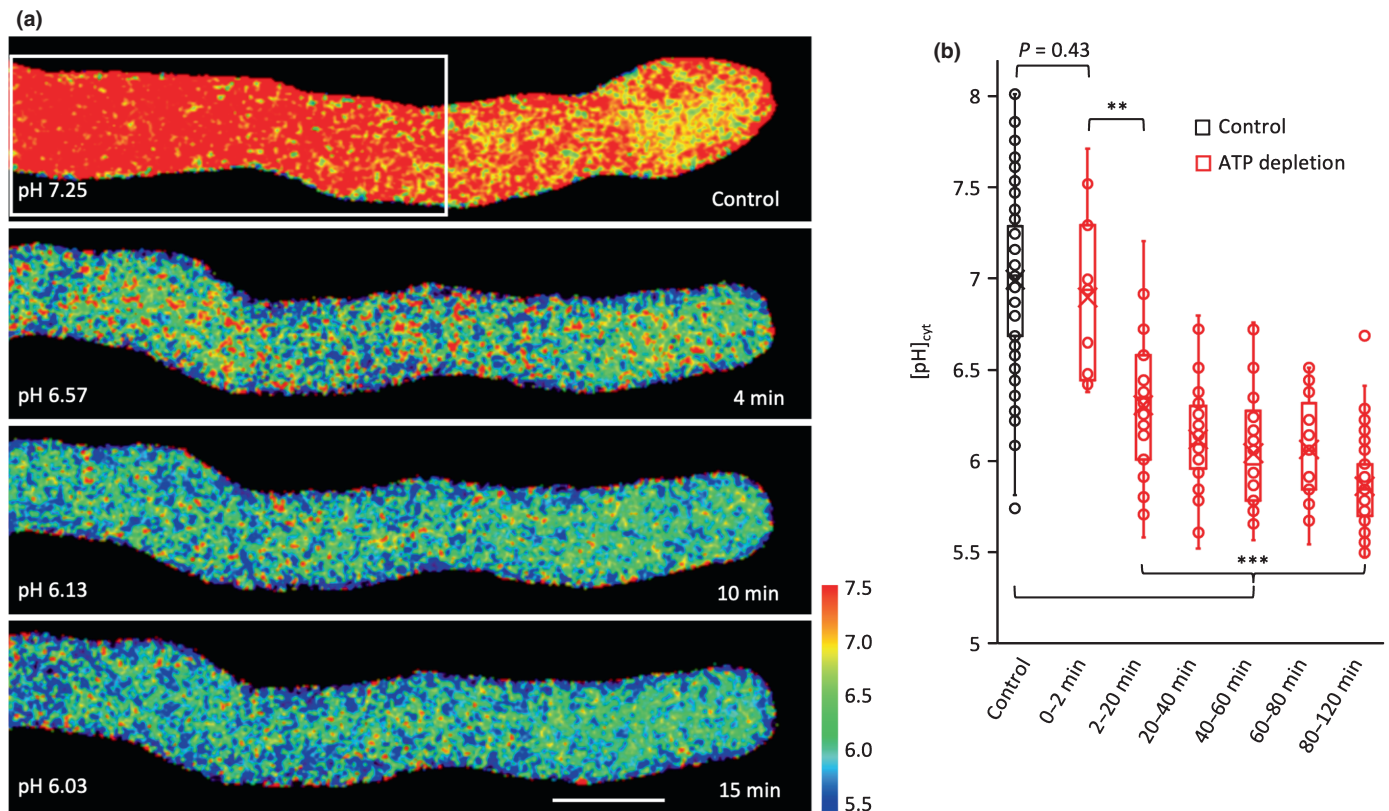 (a)
pH 7.25
Control
pH 6.57
4 min
pH 6.13
10 min
pH 6.03
15 min
7.5
7.0
6.5
6.0
5.5
(b)
P = 0.43
**
Control
ATP depletion
[pH]cyt
8
7.5
7
6.5
6
5.5
5
***
Control
0–2 min
2–20 min
20–40 min
40–60 min
60–80 min
80–120 min